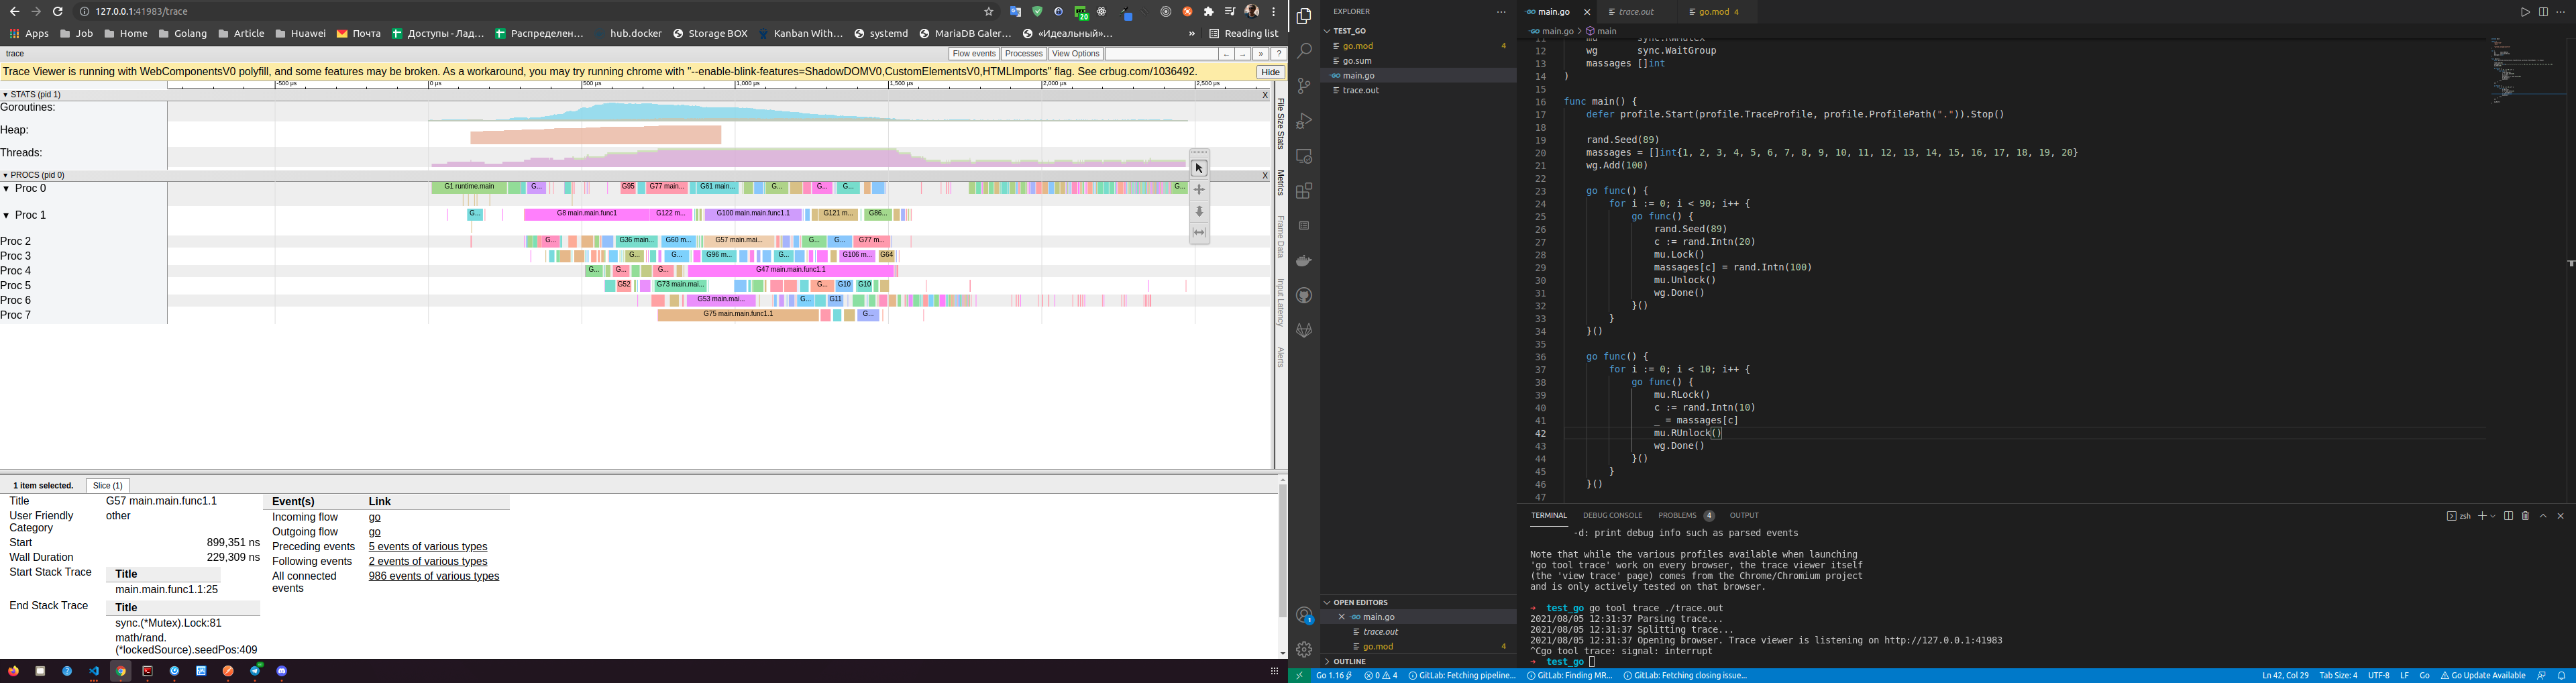 127.0.0.1:41983/trace
Apps Job Home Golang Article Huawei Почта Доступы - Лад... Распределен... hub.docker Storage BOX Kanban With... systemd MariaDB Galer... «Идеальный»... » Reading list
trace
Flow events Processes View Options ← → » ?
Trace Viewer is running with WebComponentsV0 polyfill, and some features may be broken. As a workaround, you may try running chrome with "--enable-blink-features=ShadowDOMV0,CustomElementsV0,HTMLImports" flag. See crbug.com/1036492.
Hide
-500 µs 0 µs 500 µs 1,000 µs 1,500 µs 2,000 µs 2,500 µs
STATS (pid 1) X
Goroutines:
Heap:
Threads:
PROCS (pid 0) X
Proc 0 G1 runtime.main G... G95 G77 main... G61 main... G... G... G... G...
Proc 1 G... G8 main.main.func1 G122 m... G100 main.main.func1.1 G121 m... G86...
Proc 2 G... G36 main... G60 m... G57 main.mai... G... G... G77 m...
Proc 3 G... G... G96 m... G... G106 m... G64
Proc 4 G... G... G... G47 main.main.func1.1
Proc 5 G52 G73 main.mai... G... G10 G10
Proc 6 G53 main.mai... G... G11
Proc 7 G75 main.main.func1.1 G...
File Size Stats
Metrics
Frame Data
Input Latency
Alerts
1 item selected. Slice (1)
Title G57 main.main.func1.1
User Friendly Category other
Start 899,351 ns
Wall Duration 229,309 ns
Start Stack Trace
Title
main.main.func1.1:25
End Stack Trace
Title
sync.(*Mutex).Lock:81
math/rand.
(*lockedSource).seedPos:409
Event(s) Link
Incoming flow go
Outgoing flow go
Preceding events 5 events of various types
Following events 2 events of various types
All connected events 986 events of various types
EXPLORER ...
TEST_GO
go.mod 4
go.sum
main.go
trace.out
OPEN EDITORS
main.go
trace.out
go.mod 4
OUTLINE
main.go trace.out go.mod 4
main.go > main
11 mu sync.RWMutex
12 wg sync.WaitGroup
13 massages []int
14 )
15
16 func main() {
17 defer profile.Start(profile.TraceProfile, profile.ProfilePath(".")).Stop()
18
19 rand.Seed(89)
20 massages = []int{1, 2, 3, 4, 5, 6, 7, 8, 9, 10, 11, 12, 13, 14, 15, 16, 17, 18, 19, 20}
21 wg.Add(100)
22
23 go func() {
24 for i := 0; i < 90; i++ {
25 go func() {
26 rand.Seed(89)
27 c := rand.Intn(20)
28 mu.Lock()
29 massages[c] = rand.Intn(100)
30 mu.Unlock()
31 wg.Done()
32 }()
33 }
34 }()
35
36 go func() {
37 for i := 0; i < 10; i++ {
38 go func() {
39 mu.RLock()
40 c := rand.Intn(10)
41 _ = massages[c]
42 mu.RUnlock()
43 wg.Done()
44 }()
45 }
46 }()
47
TERMINAL DEBUG CONSOLE PROBLEMS 4 OUTPUT zsh
-d: print debug info such as parsed events
Note that while the various profiles available when launching
'go tool trace' work on every browser, the trace viewer itself
(the 'view trace' page) comes from the Chrome/Chromium project
and is only actively tested on that browser.
→ test_go go tool trace ./trace.out
2021/08/05 12:31:37 Parsing trace...
2021/08/05 12:31:37 Splitting trace...
2021/08/05 12:31:37 Opening browser. Trace viewer is listening on http://127.0.0.1:41983
^Cgo tool trace: signal: interrupt
→ test_go
Go 1.16 0 4 GitLab: Fetching pipeline... GitLab: Finding MR... GitLab: Fetching closing issue... Ln 42, Col 29 Tab Size: 4 UTF-8 LF Go Go Update Available